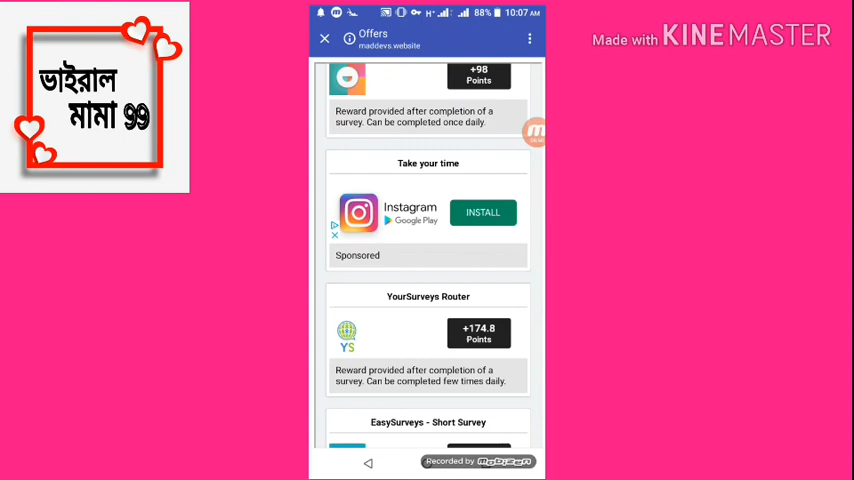 ভাইরাল
মামা 99
Made with KINEMASTER
88% 10:07 AM
Offers
maddevs.website
+98
Points
Reward provided after completion of a
survey. Can be completed once daily.
Take your time
Instagram
Google Play
INSTALL
Sponsored
YourSurveys Router
YS
+174.8
Points
Reward provided after completion of a
survey. Can be completed few times daily.
EasySurveys - Short Survey
Recorded by mobizen